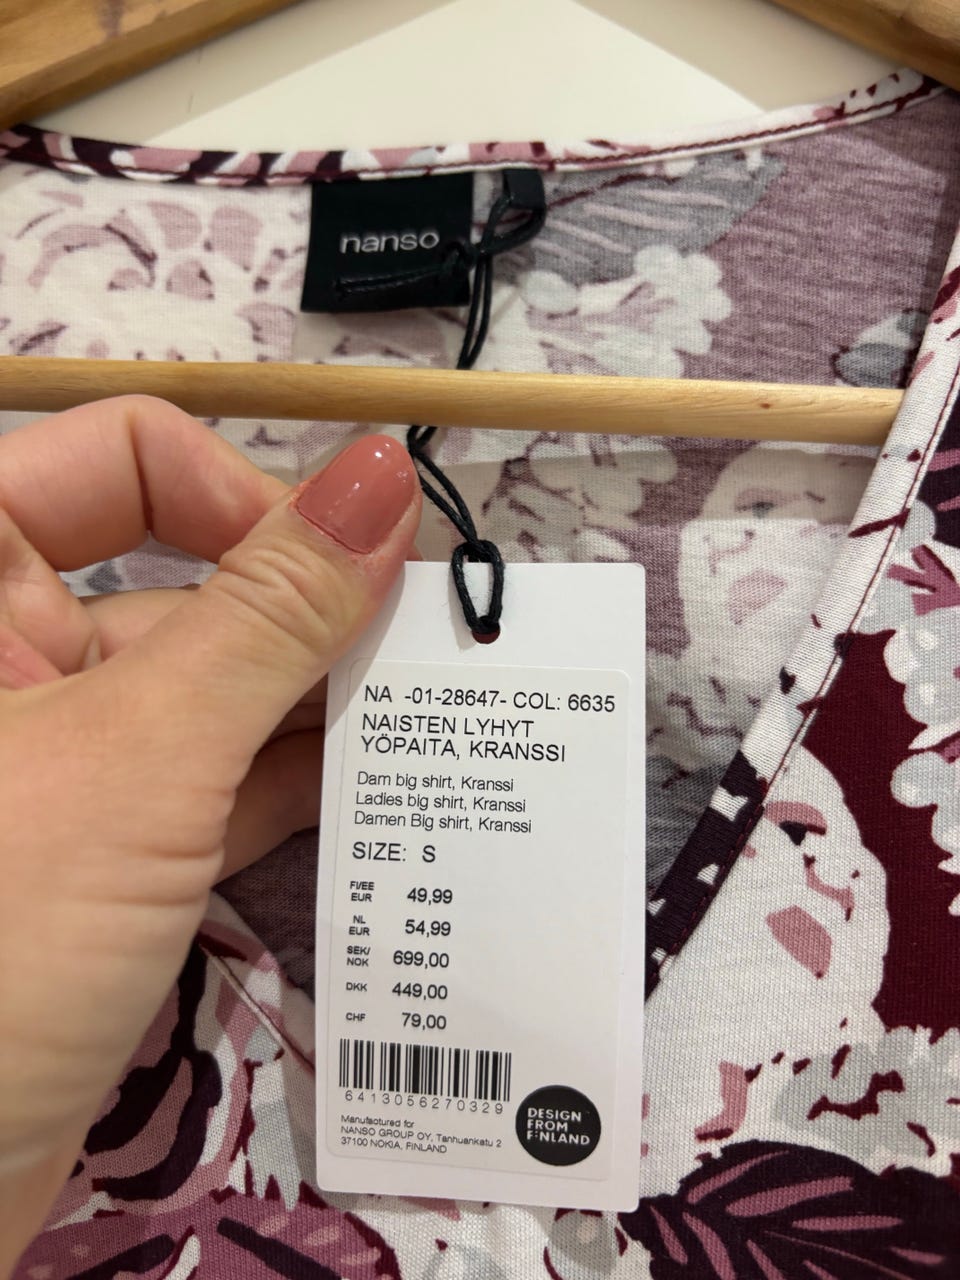 nanso
NA -01-28647- COL: 6635
NAISTEN LYHYT
YÖPAITA, KRANSSI
Dam big shirt, Kranssi
Ladies big shirt, Kranssi
Damen Big shirt, Kranssi
SIZE: S
FI/EE EUR 49,99
NL EUR 54,99
SEK/ NOK 699,00
DKK 449,00
CHF 79,00
6413056270329
Manufactured for
NANSO GROUP OY, Tanhuankatu 2
37100 NOKIA, FINLAND
DESIGN
FROM
FINLAND